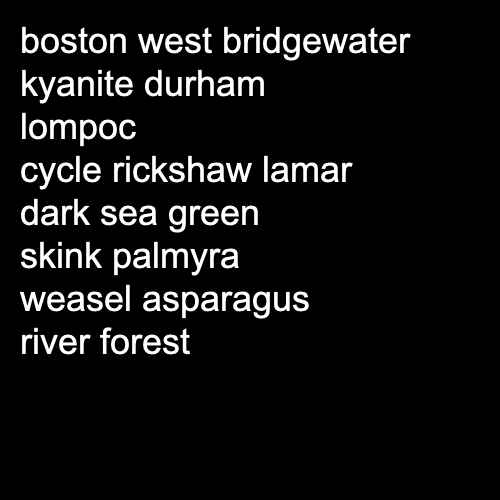 boston west bridgewater
kyanite durham
lompoc
cycle rickshaw lamar
dark sea green
skink palmyra
weasel asparagus
river forest